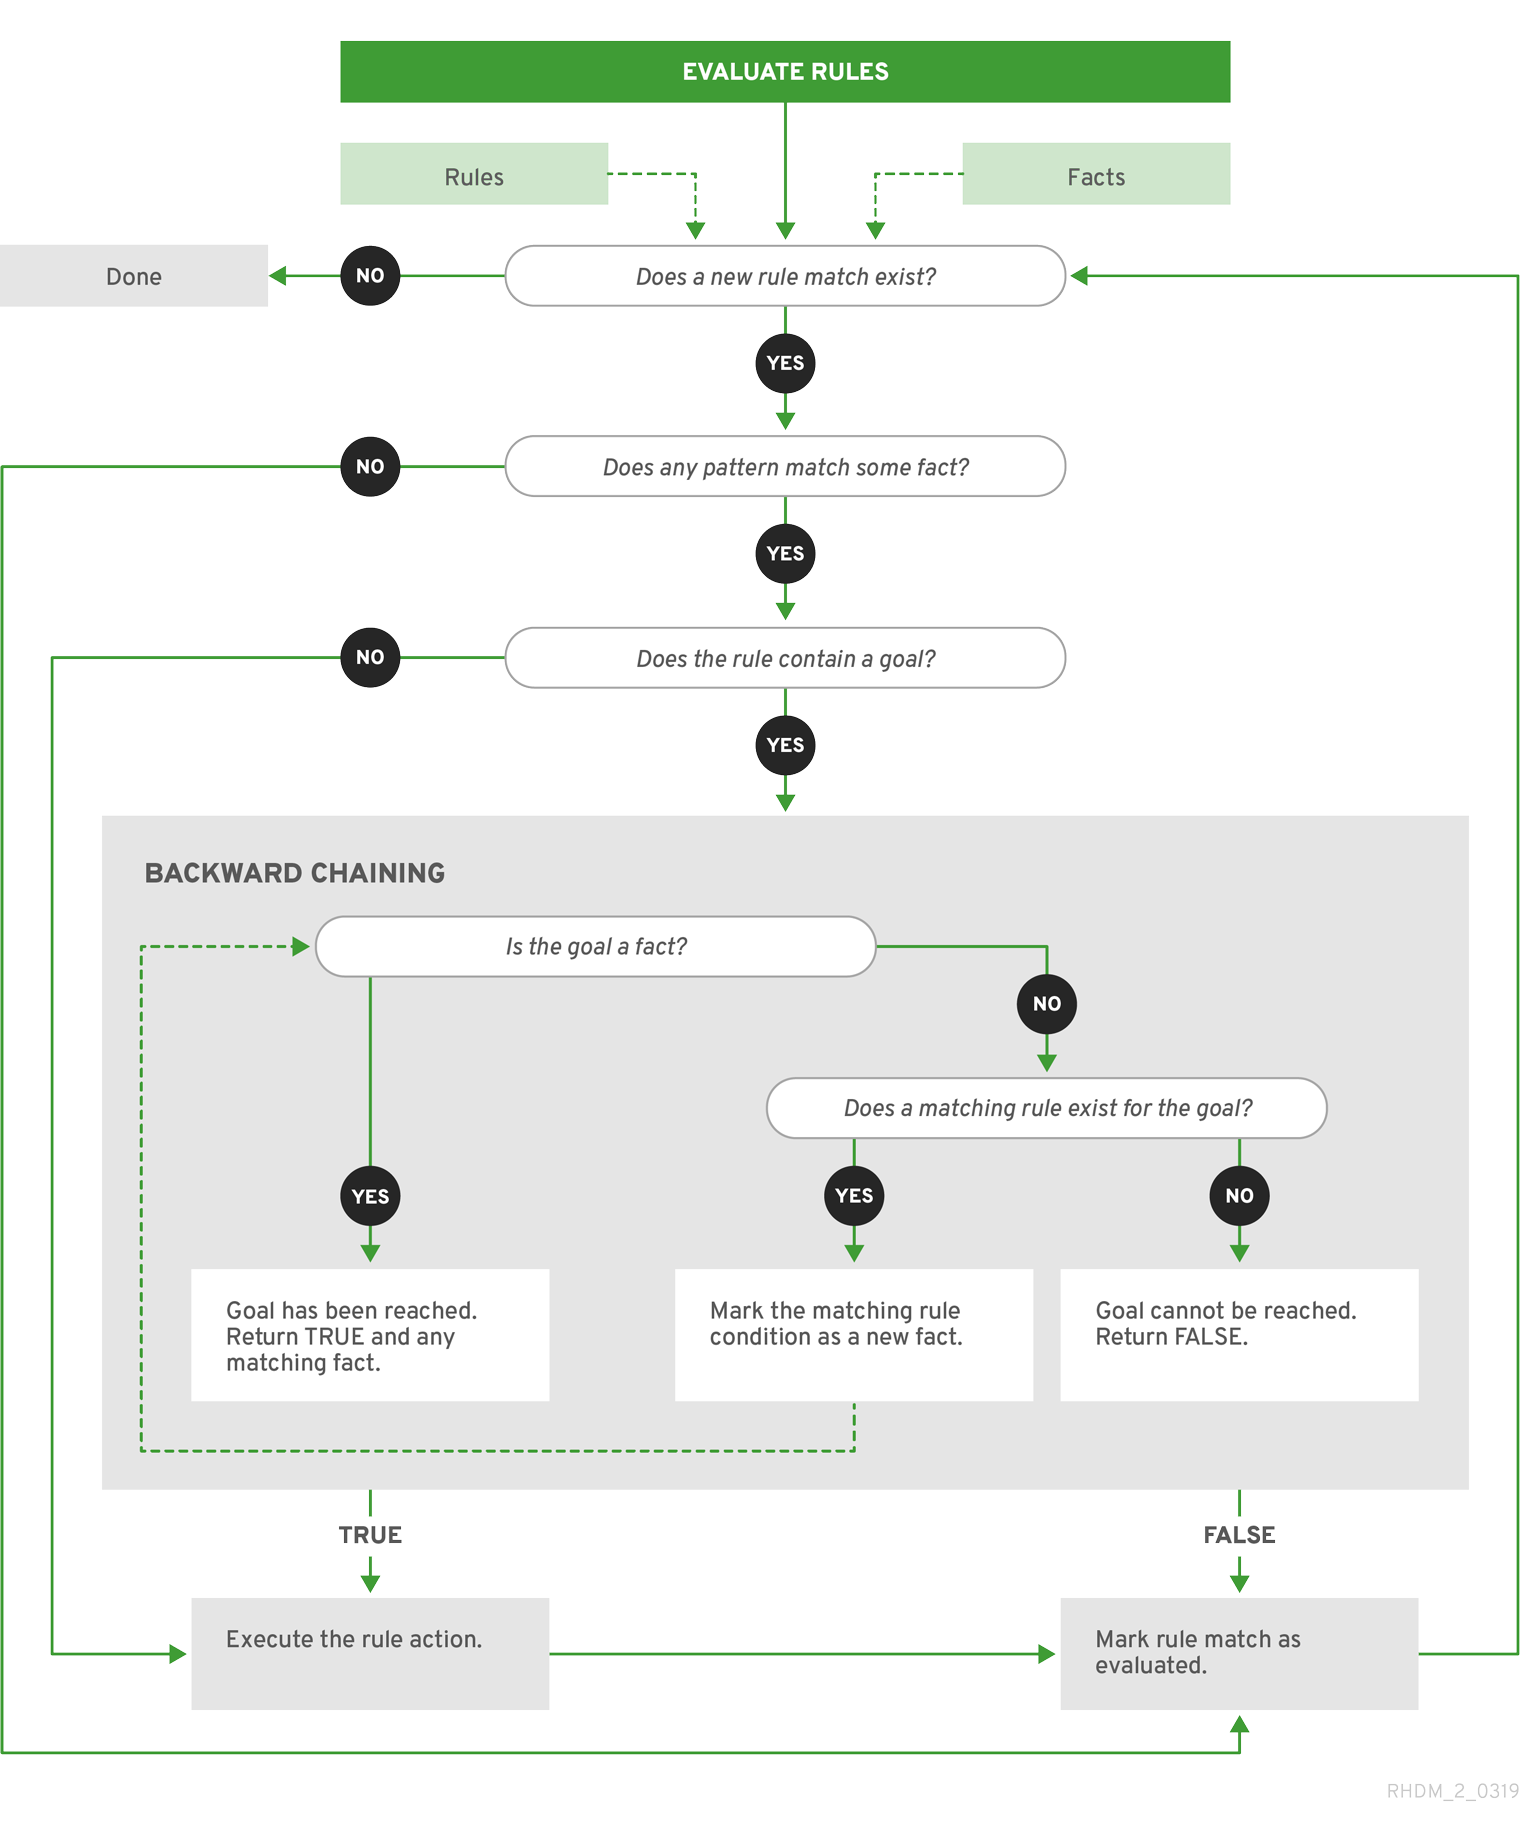 EVALUATE RULES
Rules
Facts
Done
NO
Does a new rule match exist?
YES
NO
Does any pattern match some fact?
YES
NO
Does the rule contain a goal?
YES
BACKWARD CHAINING
Is the goal a fact?
NO
Does a matching rule exist for the goal?
YES
YES
NO
Goal has been reached.
Return TRUE and any
matching fact.
Mark the matching rule
condition as a new fact.
Goal cannot be reached.
Return FALSE.
TRUE
FALSE
Execute the rule action.
Mark rule match as
evaluated.
RHDM_2_0319